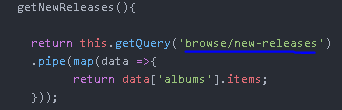 getNewReleases(){
return this.getQuery('browse/new-releases')
.pipe(map(data =>{
return data['albums'].items;
}));